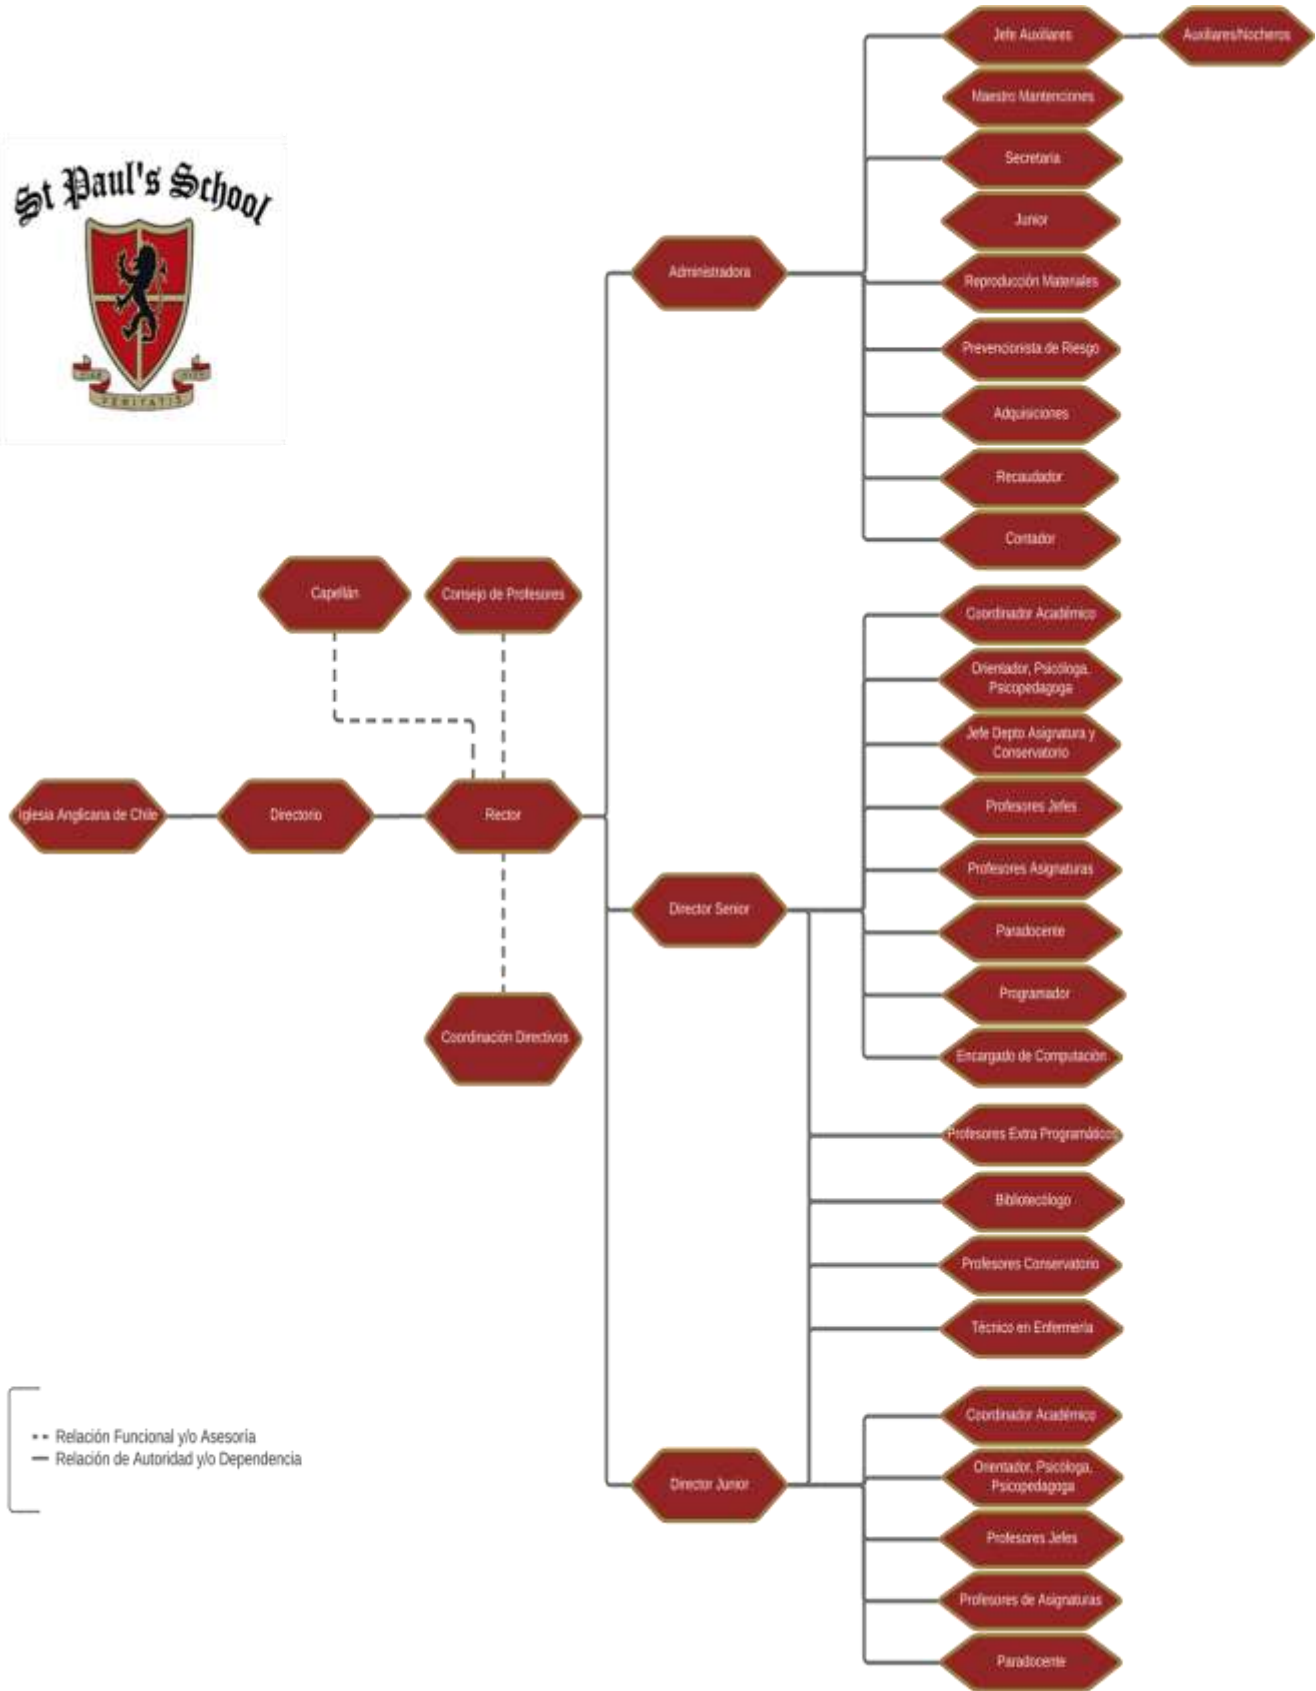 Jefe Auxiliares
Auxiliares/Nocheros
Maestro Mantenciones
Secretaria
Junior
Reproducción Materiales
Prevencionista de Riesgo
Adquisiciones
Recaudador
Contador
St Paul's School
VERITATIS
Administradora
Capellán
Consejo de Profesores
Iglesia Anglicana de Chile
Directorio
Rector
Coordinación Directivos
Director Senior
Coordinador Académico
Orientador, Psicóloga,
Psicopedagoga
Jefe Depto Asignatura y
Conservatorio
Profesores Jefes
Profesores Asignaturas
Paradocente
Programador
Encargado de Computación
Profesores Extra Programáticos
Bibliotecólogo
Profesores Conservatorio
Técnico en Enfermería
Director Junior
Coordinador Académico
Orientador, Psicóloga,
Psicopedagoga
Profesores Jefes
Profesores de Asignaturas
Paradocente
Relación Funcional y/o Asesoría
Relación de Autoridad y/o Dependencia